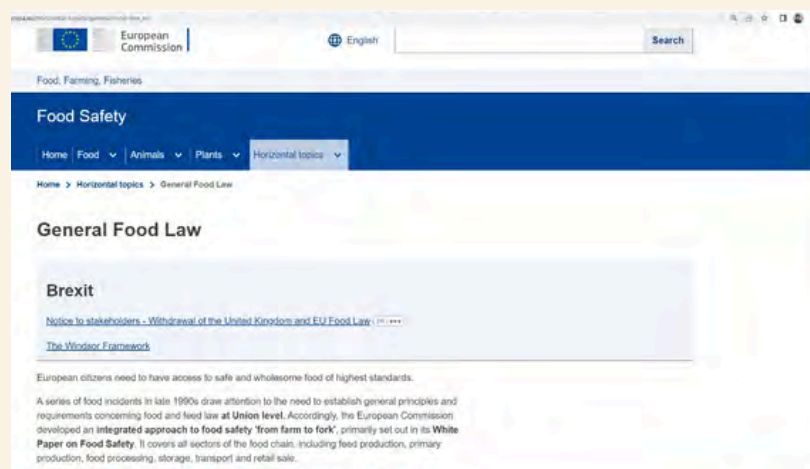 European
Commission
English
Search
Food, Farming, Fisheries
Food Safety
Home Food Animals Plants Horizontal topics
Home > Horizontal topics > General Food Law
General Food Law
Brexit
Notice to stakeholders - Withdrawal of the United Kingdom and EU Food Law
The Windsor Framework
European citizens need to have access to safe and wholesome food of highest standards.
A series of food incidents in late 1990s draw attention to the need to establish general principles and
requirements concerning food and feed law at Union level. Accordingly, the European Commission
developed an integrated approach to food safety 'from farm to fork', primarily set out in its White
Paper on Food Safety. It covers all sectors of the food chain, including feed production, primary
production, food processing, storage, transport and retail sale.